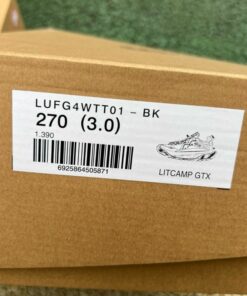 LUFG4WTT01 - BK
270 (3.0)
1.390
6925864505871
LITCAMP GTX